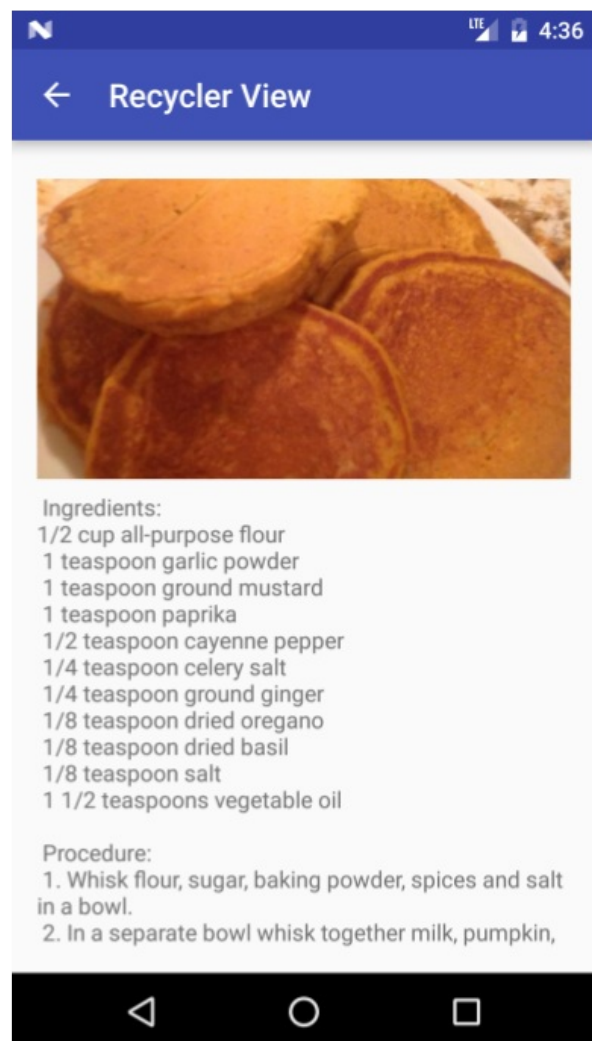 LTE 4:36
Recycler View
Ingredients:
1/2 cup all-purpose flour
1 teaspoon garlic powder
1 teaspoon ground mustard
1 teaspoon paprika
1/2 teaspoon cayenne pepper
1/4 teaspoon celery salt
1/4 teaspoon ground ginger
1/8 teaspoon dried oregano
1/8 teaspoon dried basil
1/8 teaspoon salt
1 1/2 teaspoons vegetable oil
Procedure:
1. Whisk flour, sugar, baking powder, spices and salt
in a bowl.
2. In a separate bowl whisk together milk, pumpkin,